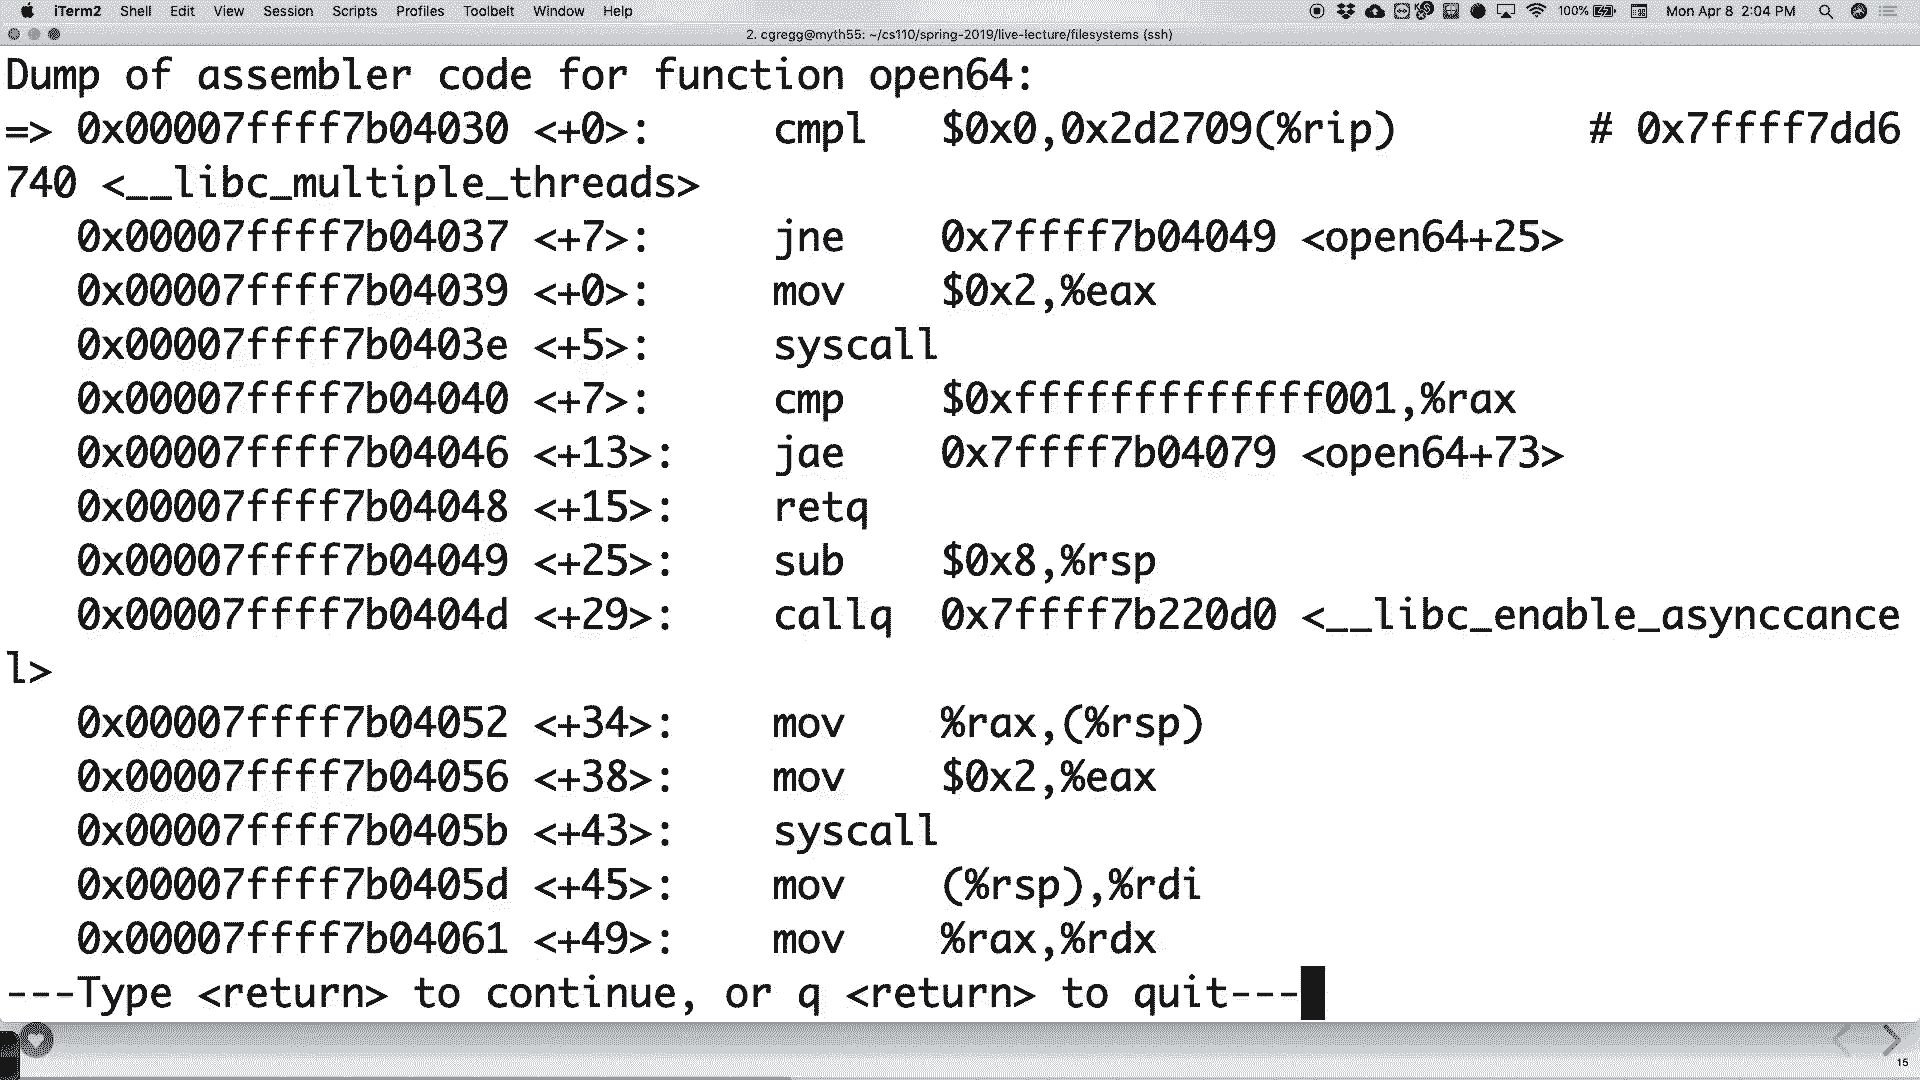 iTerm2 Shell Edit View Session Scripts Profiles Toolbelt Window Help 100% Mon Apr 8 2:04 PM
2. cgregg@myth55: ~/cs110/spring-2019/live-lecture/filesystems (ssh)
Dump of assembler code for function open64:
=> 0x00007ffff7b04030 <+0>: cmpl $0x0,0x2d2709(%rip) # 0x7ffff7dd6
740 <__libc_multiple_threads>
0x00007ffff7b04037 <+7>: jne 0x7ffff7b04049 <open64+25>
0x00007ffff7b04039 <+0>: mov $0x2,%eax
0x00007ffff7b0403e <+5>: syscall
0x00007ffff7b04040 <+7>: cmp $0xfffffffffffff001,%rax
0x00007ffff7b04046 <+13>: jae 0x7ffff7b04079 <open64+73>
0x00007ffff7b04048 <+15>: retq
0x00007ffff7b04049 <+25>: sub $0x8,%rsp
0x00007ffff7b0404d <+29>: callq 0x7ffff7b220d0 <__libc_enable_asynccance
l>
0x00007ffff7b04052 <+34>: mov %rax,(%rsp)
0x00007ffff7b04056 <+38>: mov $0x2,%eax
0x00007ffff7b0405b <+43>: syscall
0x00007ffff7b0405d <+45>: mov (%rsp),%rdi
0x00007ffff7b04061 <+49>: mov %rax,%rdx
---Type <return> to continue, or q <return> to quit---
15